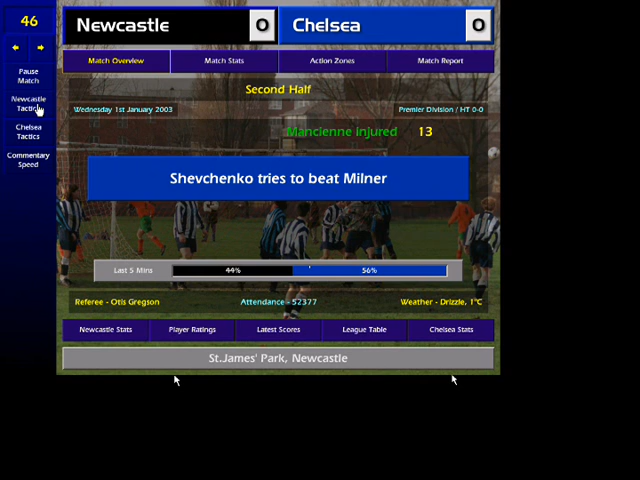 46
Newcastle 0 Chelsea 0
Match Overview Match Stats Action Zones Match Report
Pause
Match
Newcastle
Tactics
Chelsea
Tactics
Commentary
Speed
Second Half
Wednesday 1st January 2003 Premier Division / HT 0-0
Mancienne injured 13
Shevchenko tries to beat Milner
Last 5 Mins 44% 56%
Referee - Otis Gregson Attendance - 52377 Weather - Drizzle, 1°C
Newcastle Stats Player Ratings Latest Scores League Table Chelsea Stats
St.James' Park, Newcastle